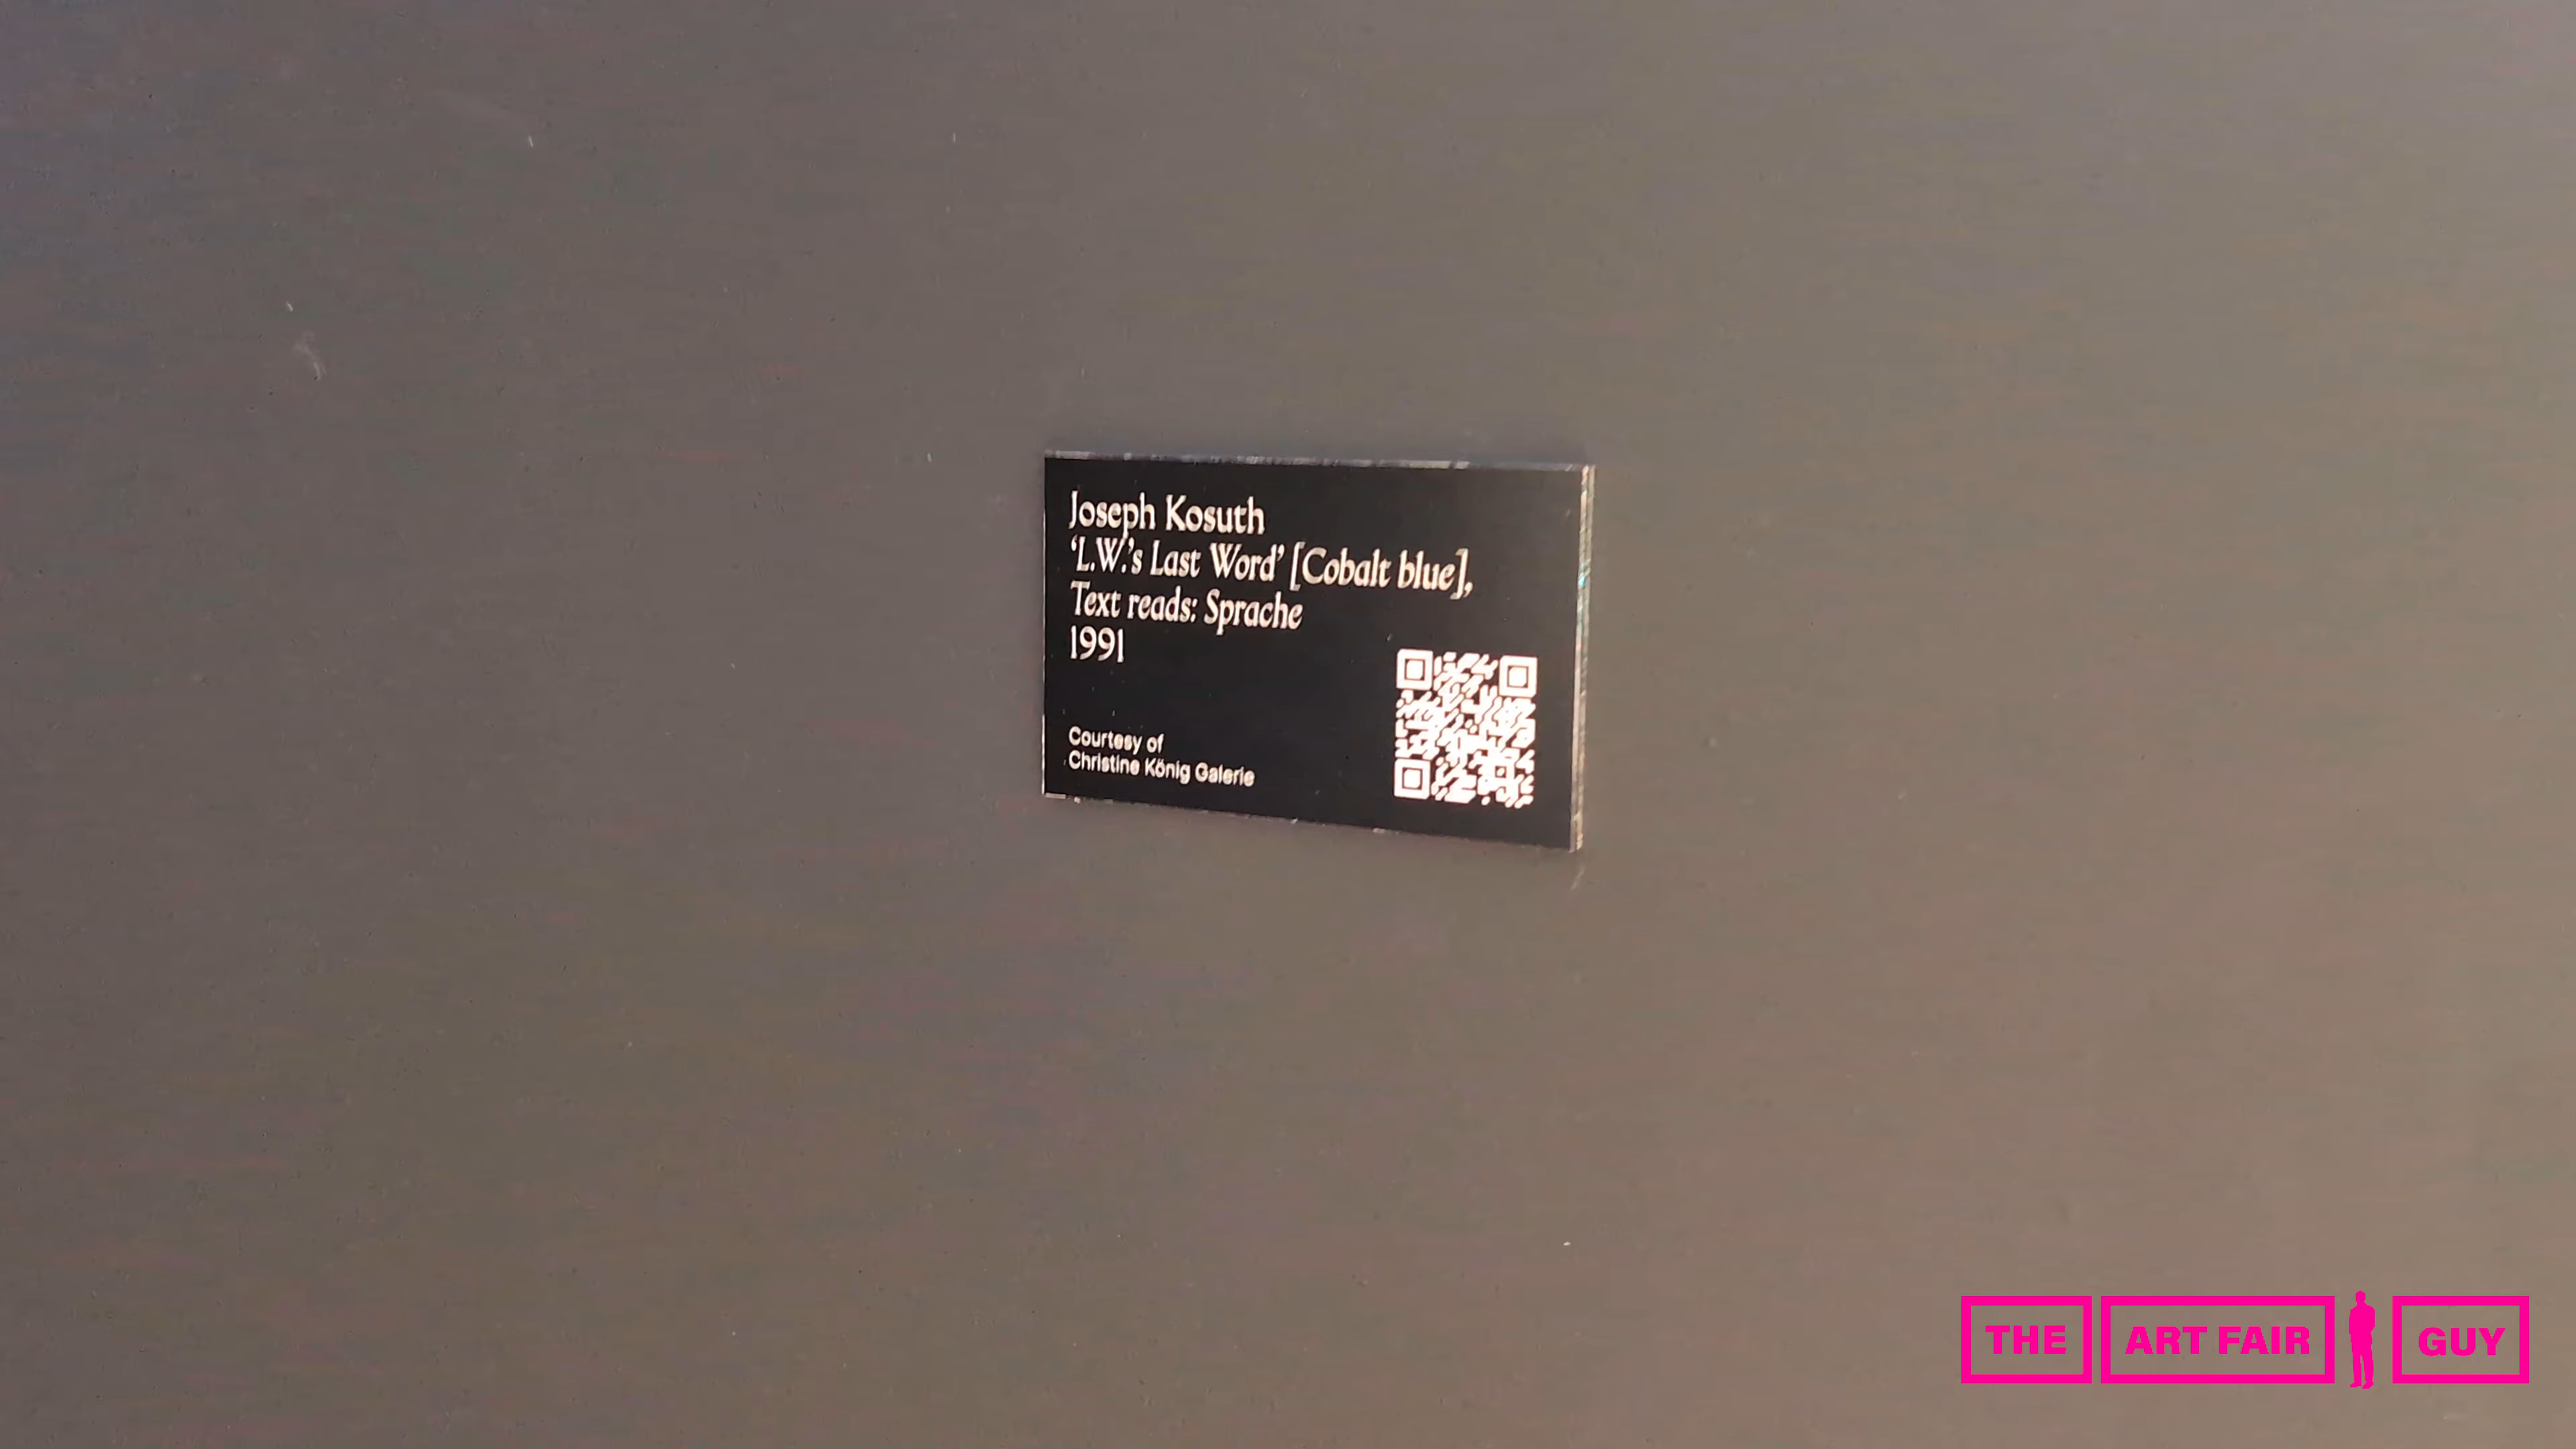 Joseph Kosuth
‘L.W.’s Last Word’ [Cobalt blue],
Text reads: Sprache
1991
Courtesy of
Christine König Galerie
THE ART FAIR GUY